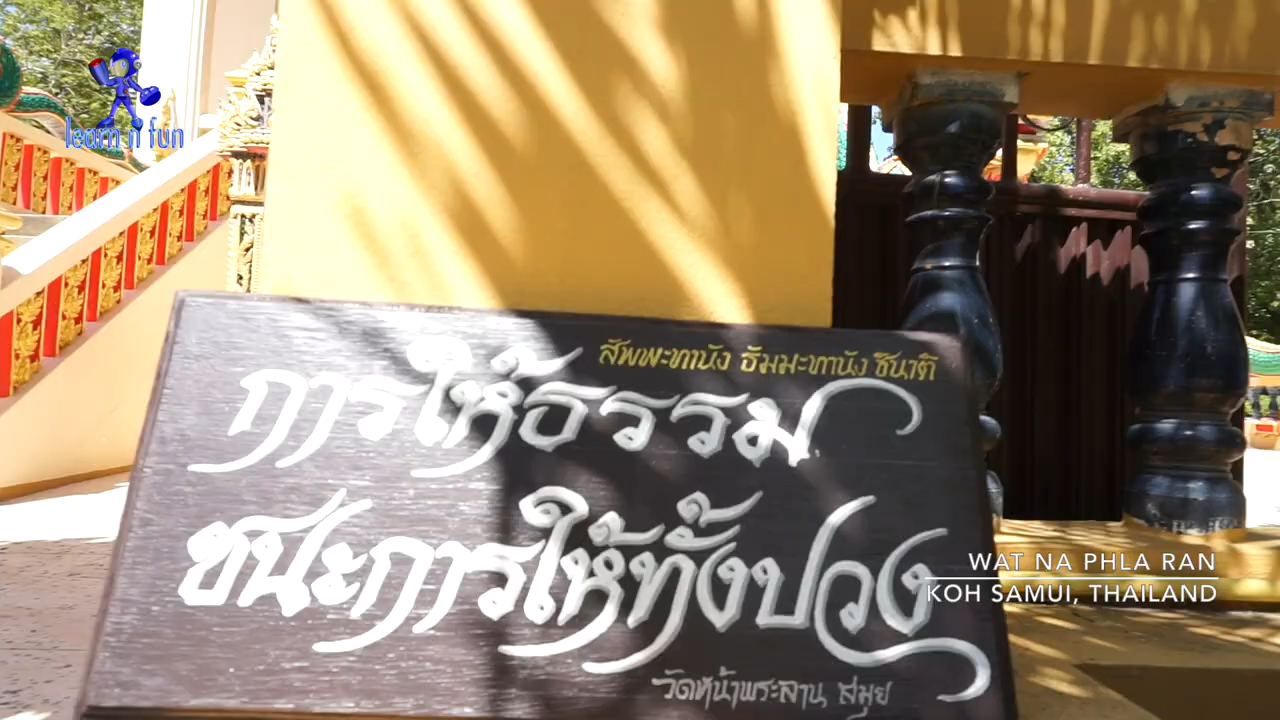 learn n fun
สัพพะทานัง ธัมมะทานัง ชินาติ
การให้ธรรม
ชนะการให้ทั้งปวง
วัดหน้าพระลาน สมุย
WAT NA PHLA RAN
KOH SAMUI, THAILAND